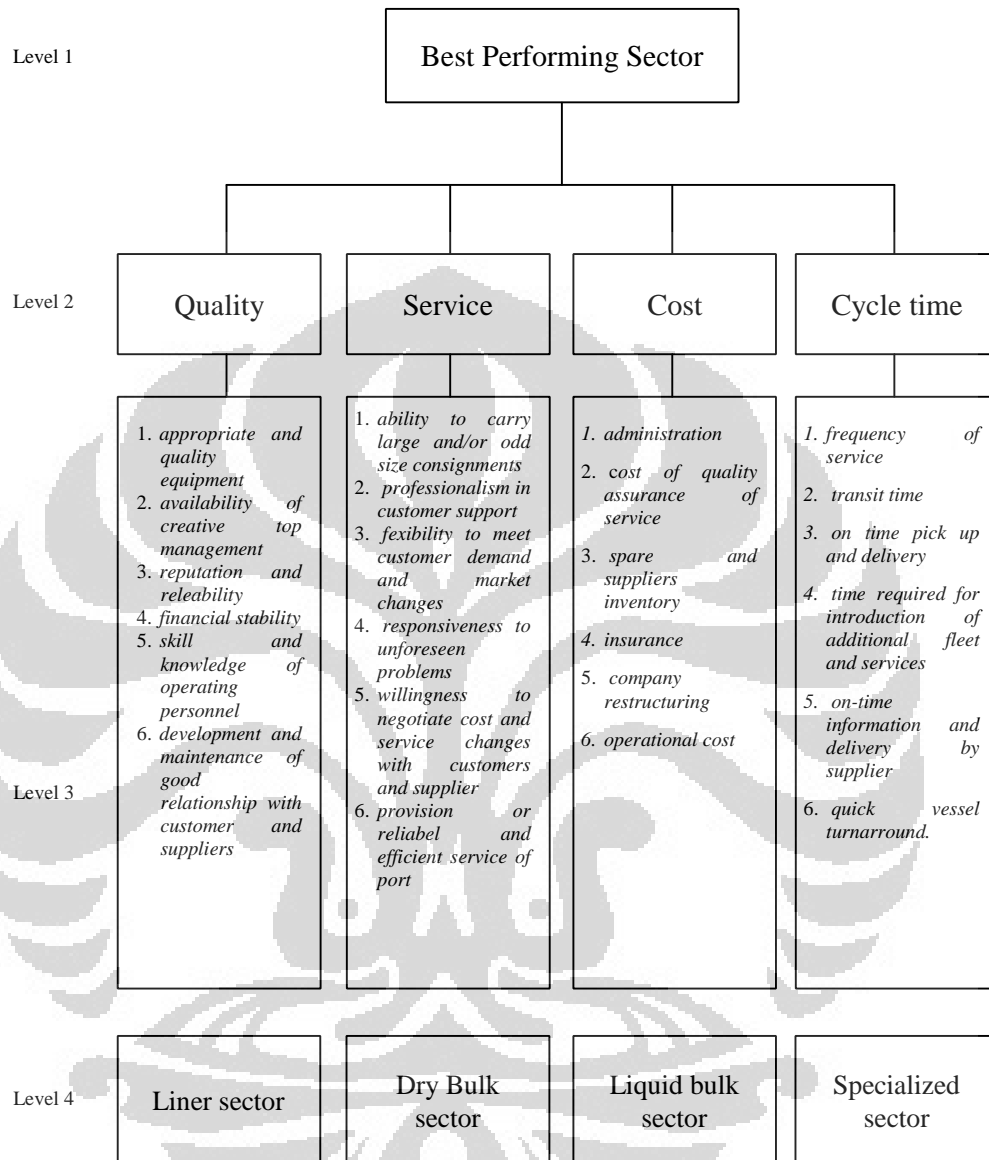 Level 1
Best Performing Sector
Level 2
Quality
Service
Cost
Cycle time
Level 3
1. appropriate and
quality
equipment
2. availability of
creative top
management
3. reputation and
releability
4. financial stability
5. skill and
knowledge of
operating
personnel
6. development and
maintenance of
good
relationship with
customer and
suppliers
1. ability to carry
large and/or odd
size consignments
2. professionalism in
customer support
3. fexibility to meet
customer demand
and market
changes
4. responsiveness to
unforeseen
problems
5. willingness to
negotiate cost and
service changes
with customers
and supplier
6. provision or
reliabel and
efficient service of
port
1. administration
2. cost of quality
assurance of
service
3. spare and
suppliers
inventory
4. insurance
5. company
restructuring
6. operational cost
1. frequency of
service
2. transit time
3. on time pick up
and delivery
4. time required for
introduction of
additional fleet
and services
5. on-time
information and
delivery by
supplier
6. quick vessel
turnarround.
Level 4
Liner sector
Dry Bulk
sector
Liquid bulk
sector
Specialized
sector